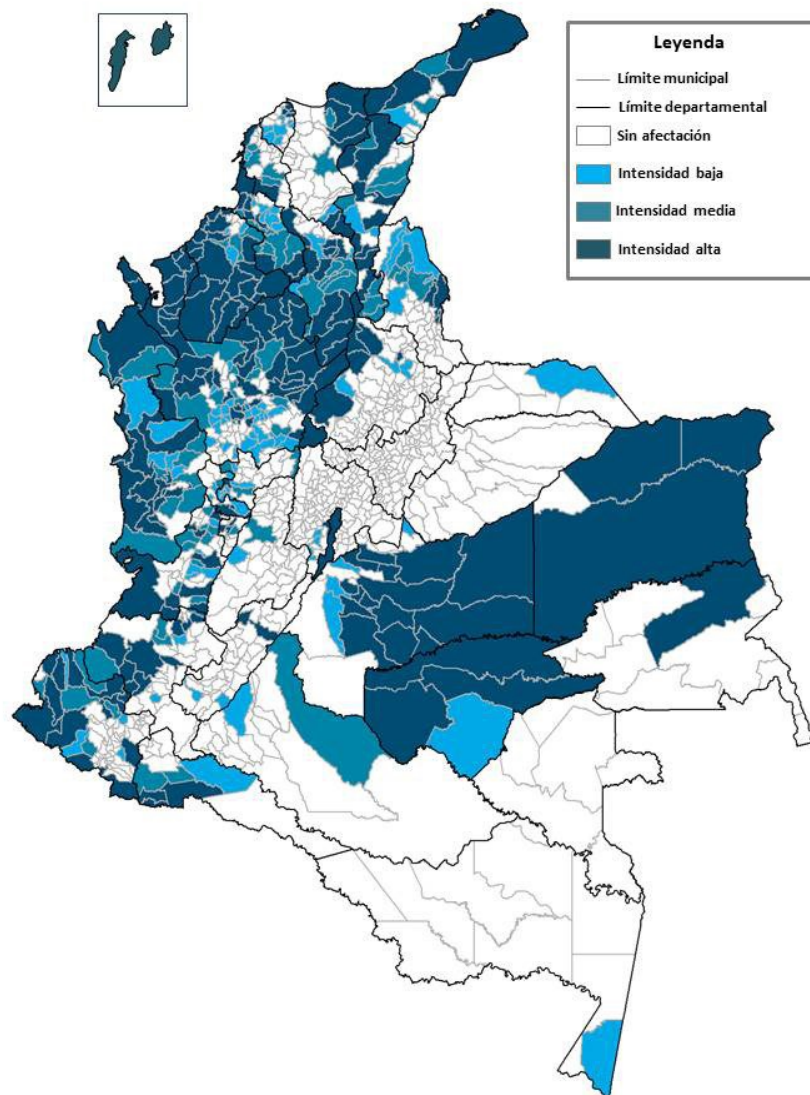 Leyenda
Límite municipal
Límite departamental
Sin afectación
Intensidad baja
Intensidad media
Intensidad alta